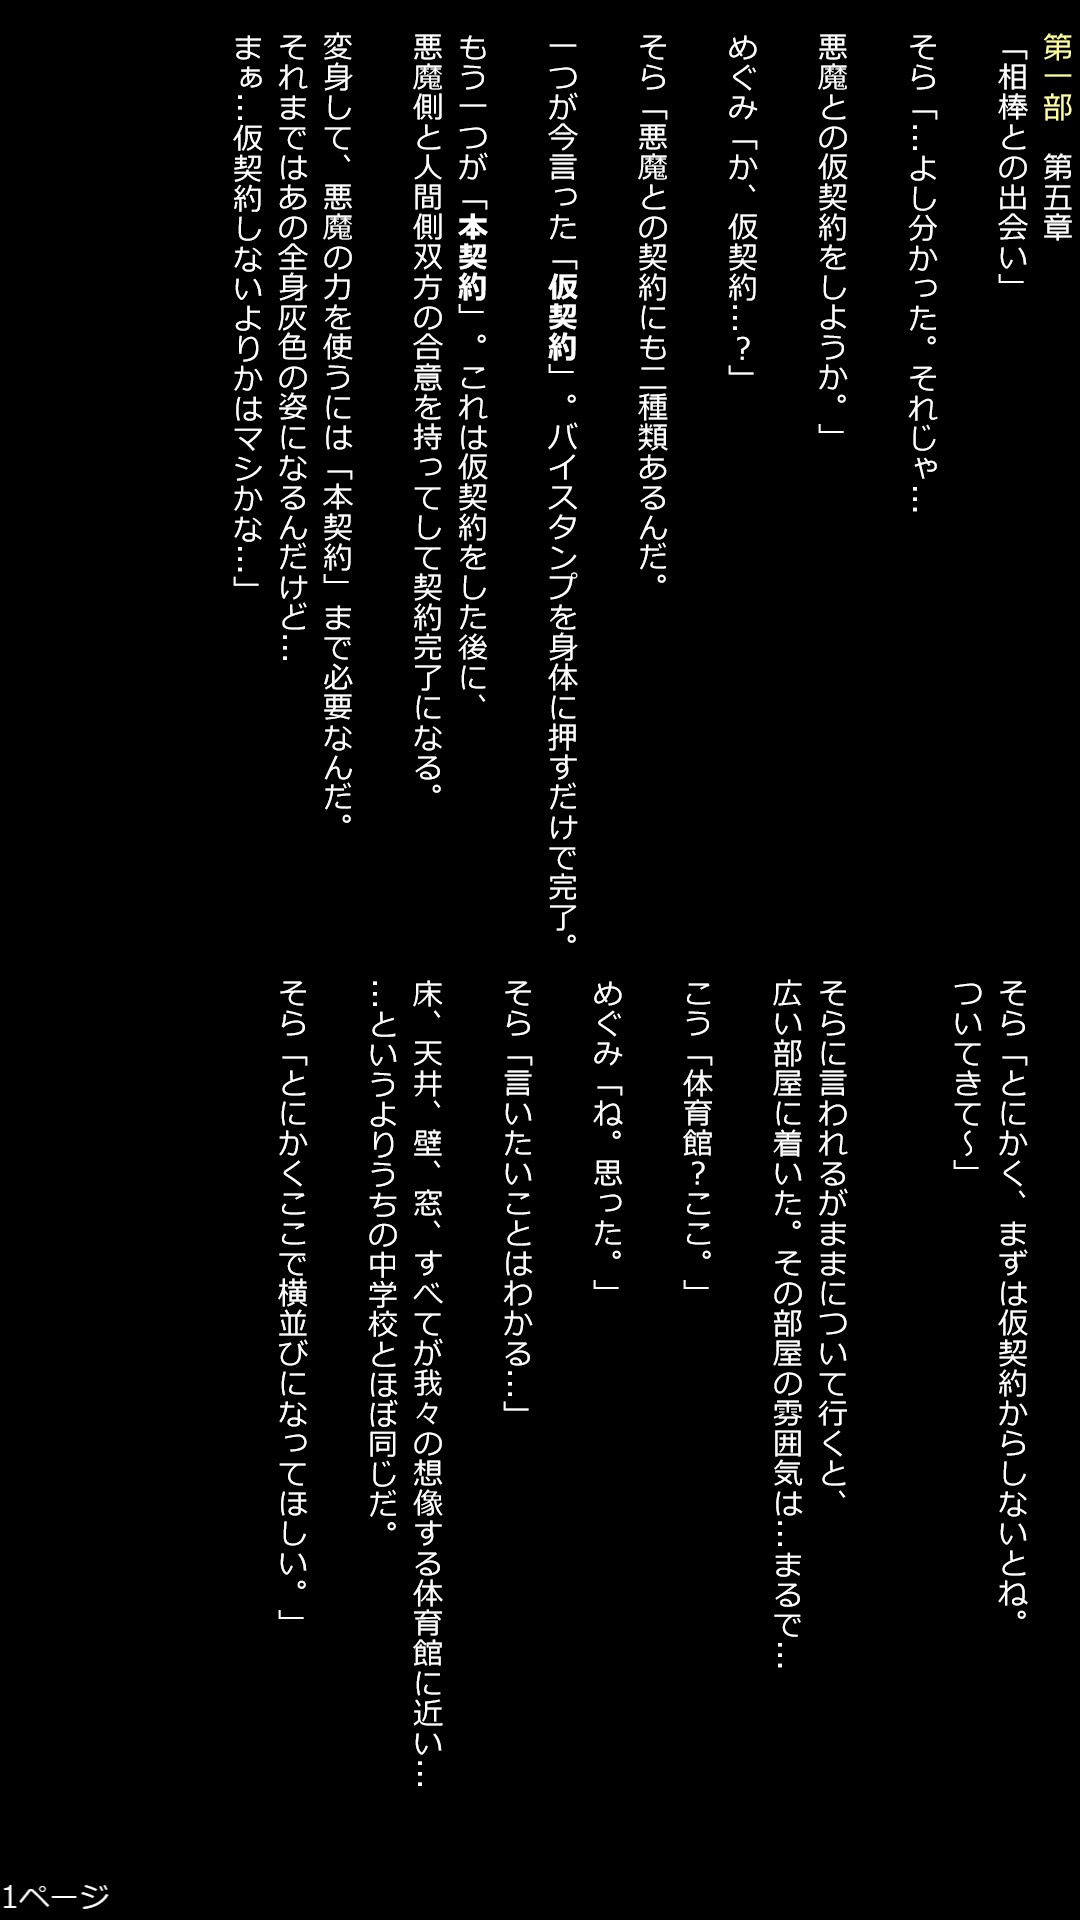 第一部　第五章
「相棒との出会い」
そら「…よし分かった。それじゃ…
悪魔との仮契約をしようか。」
めぐみ「か、仮契約…？」
そら「悪魔との契約にも二種類あるんだ。
一つが今言った「仮契約」。バイスタンプを身体に押すだけで完了。
もう一つが「本契約」。これは仮契約をした後に、
悪魔側と人間側双方の合意を持ってして契約完了になる。
変身して、悪魔の力を使うには「本契約」まで必要なんだ。
それまではあの全身灰色の姿になるんだけど…
まぁ…仮契約しないよりかはマシかな…」
そら「とにかく、まずは仮契約からしないとね。
ついてきて～」
そらに言われるがままについて行くと、
広い部屋に着いた。その部屋の雰囲気は…まるで…
こう「体育館？ここ。」
めぐみ「ね。思った。」
そら「言いたいことはわかる…」
床、天井、壁、窓、すべてが我々の想像する体育館に近い…
…というよりうちの中学校とほぼ同じだ。
そら「とにかくここで横並びになってほしい。」
1ページ